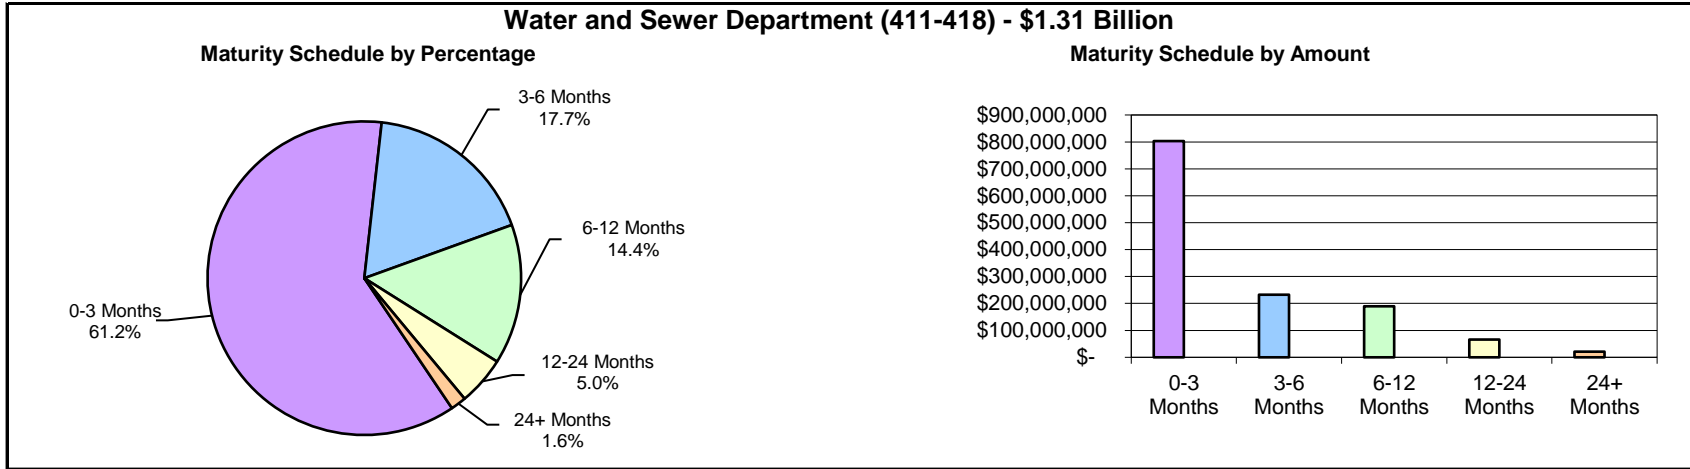 Water and Sewer Department (411-418) - $1.31 Billion
Maturity Schedule by Percentage
3-6 Months
17.7%
6-12 Months
14.4%
0-3 Months
61.2%
12-24 Months
5.0%
24+ Months
1.6%
Maturity Schedule by Amount
$900,000,000
$800,000,000
$700,000,000
$600,000,000
$500,000,000
$400,000,000
$300,000,000
$200,000,000
$100,000,000
$-
0-3 Months
3-6 Months
6-12 Months
12-24 Months
24+ Months